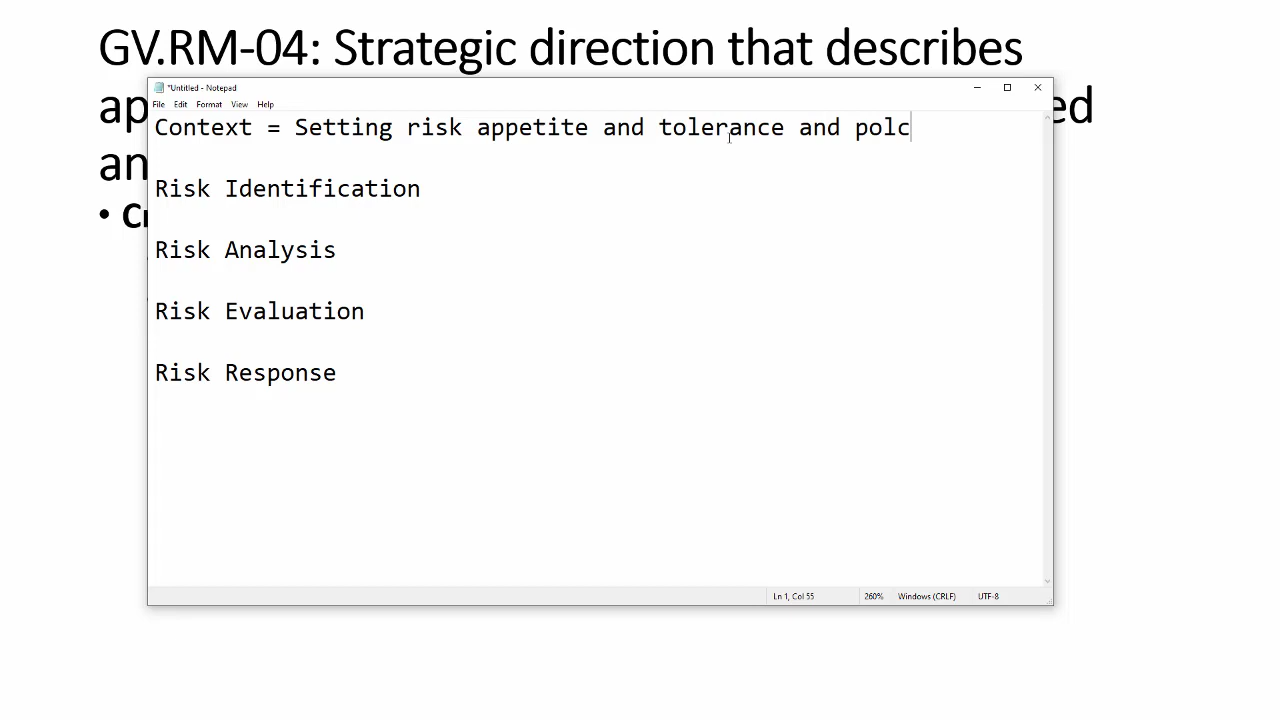 GV.RM-04: Strategic direction that describes
*Untitled - Notepad
File Edit Format View Help
Context = Setting risk appetite and tolerance and polc
Risk Identification
Risk Analysis
Risk Evaluation
Risk Response
Ln 1, Col 55 260% Windows (CRLF) UTF-8